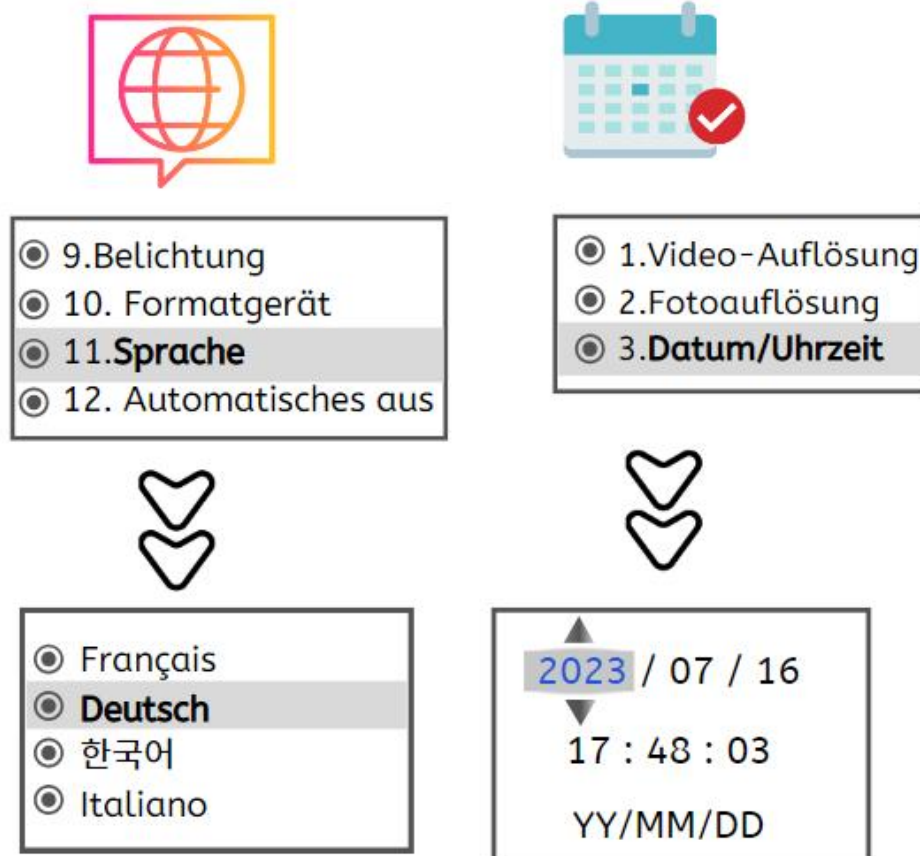 9.Belichtung
10. Formatgerät
11.Sprache
12. Automatisches aus
Français
Deutsch
한국어
Italiano
1.Video-Auflösung
2.Fotoauflösung
3.Datum/Uhrzeit
2023 / 07 / 16
17 : 48 : 03
YY/MM/DD